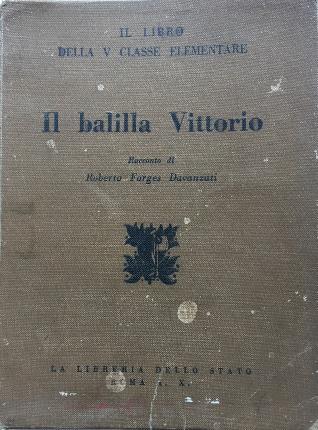 IL LIBRO
DELLA V CLASSE ELEMENTARE
Il balilla Vittorio
Racconto di
Roberto Forges Davanzati
LA LIBRERIA DELLO STATO
ROMA A. X.